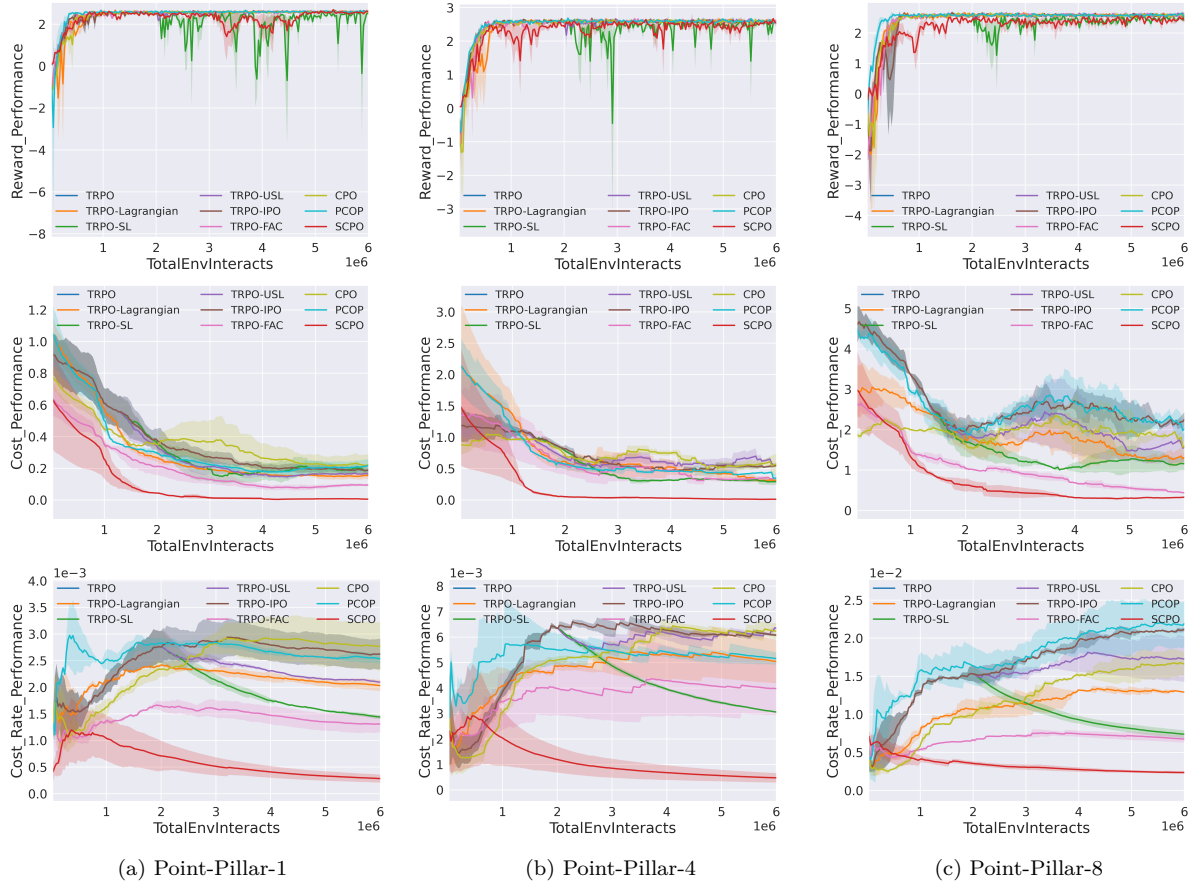 2
0
−2
−4
−6
−8
Reward_Performance
TRPO
TRPO-Lagrangian
TRPO-SL
TRPO-USL
TRPO-IPO
TRPO-FAC
CPO
PCOP
SCPO
1 2 3 4 5 6
TotalEnvInteracts
1e6
3
2
1
0
−1
−2
−3
Reward_Performance
TRPO
TRPO-Lagrangian
TRPO-SL
TRPO-USL
TRPO-IPO
TRPO-FAC
CPO
PCOP
SCPO
1 2 3 4 5 6
TotalEnvInteracts
1e6
2
1
0
−1
−2
−3
−4
Reward_Performance
TRPO
TRPO-Lagrangian
TRPO-SL
TRPO-USL
TRPO-IPO
TRPO-FAC
CPO
PCOP
SCPO
1 2 3 4 5 6
TotalEnvInteracts
1e6
1.2
1.0
0.8
0.6
0.4
0.2
0.0
Cost_Performance
TRPO
TRPO-Lagrangian
TRPO-SL
TRPO-USL
TRPO-IPO
TRPO-FAC
CPO
PCOP
SCPO
1 2 3 4 5 6
TotalEnvInteracts
1e6
3.0
2.5
2.0
1.5
1.0
0.5
0.0
Cost_Performance
TRPO
TRPO-Lagrangian
TRPO-SL
TRPO-USL
TRPO-IPO
TRPO-FAC
CPO
PCOP
SCPO
1 2 3 4 5 6
TotalEnvInteracts
1e6
5
4
3
2
1
0
Cost_Performance
TRPO
TRPO-Lagrangian
TRPO-SL
TRPO-USL
TRPO-IPO
TRPO-FAC
CPO
PCOP
SCPO
1 2 3 4 5 6
TotalEnvInteracts
1e6
1e−3
4.0
3.5
3.0
2.5
2.0
1.5
1.0
0.5
0.0
Cost_Rate_Performance
TRPO
TRPO-Lagrangian
TRPO-SL
TRPO-USL
TRPO-IPO
TRPO-FAC
CPO
PCOP
SCPO
1 2 3 4 5 6
TotalEnvInteracts
1e6
1e−3
8
7
6
5
4
3
2
1
0
Cost_Rate_Performance
TRPO
TRPO-Lagrangian
TRPO-SL
TRPO-USL
TRPO-IPO
TRPO-FAC
CPO
PCOP
SCPO
1 2 3 4 5 6
TotalEnvInteracts
1e6
1e−2
2.5
2.0
1.5
1.0
0.5
0.0
Cost_Rate_Performance
TRPO
TRPO-Lagrangian
TRPO-SL
TRPO-USL
TRPO-IPO
TRPO-FAC
CPO
PCOP
SCPO
1 2 3 4 5 6
TotalEnvInteracts
1e6
(a) Point-Pillar-1
(b) Point-Pillar-4
(c) Point-Pillar-8